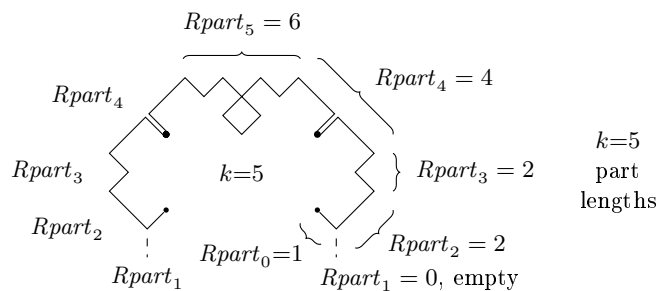 Rpart₅ = 6
Rpart₄
Rpart₄ = 4
Rpart₃
k=5
Rpart₃ = 2
k=5
part
lengths
Rpart₂
Rpart₀=1
Rpart₂ = 2
Rpart₁
Rpart₁ = 0, empty